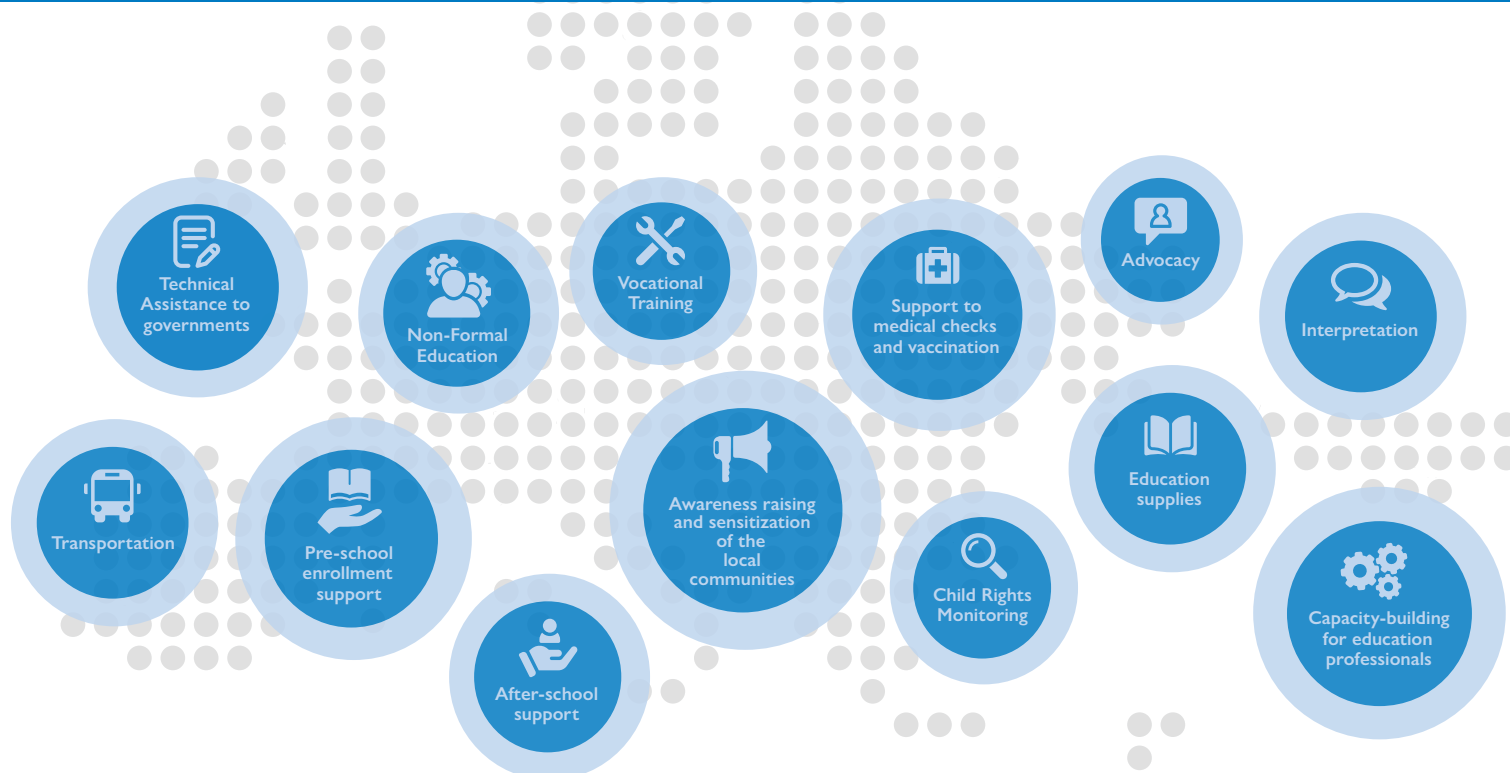 Technical
Assistance to
governments
Non-Formal
Education
Vocational
Training
Support to
medical checks
and vaccination
Advocacy
Interpretation
Transportation
Pre-school
enrollment
support
After-school
support
Awareness raising
and sensitization
of the
local
communities
Child Rights
Monitoring
Education
supplies
Capacity-building
for education
professionals